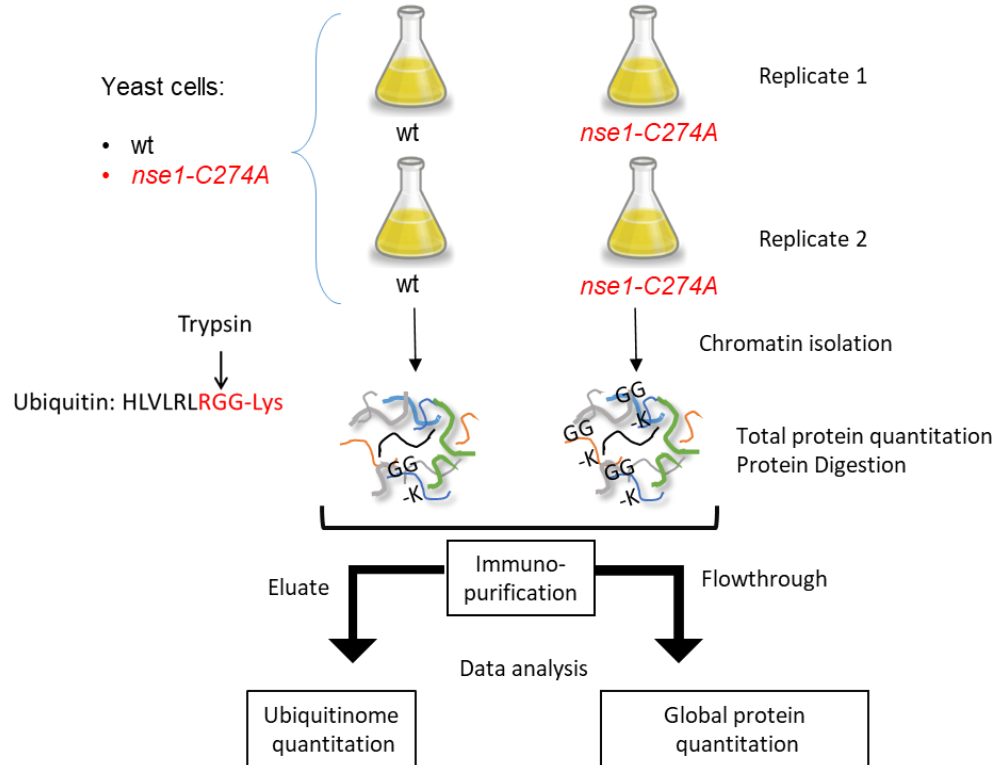 Yeast cells:
• wt
• nse1-C274A
wt
nse1-C274A
Replicate 1
wt
nse1-C274A
Replicate 2
Trypsin
Ubiquitin: HLVLRLRGG-Lys
Chromatin isolation
GG
-K
GG
-K
GG
-K
GG
-K
Total protein quantitation
Protein Digestion
Immuno-
purification
Eluate
Flowthrough
Data analysis
Ubiquitinome
quantitation
Global protein
quantitation